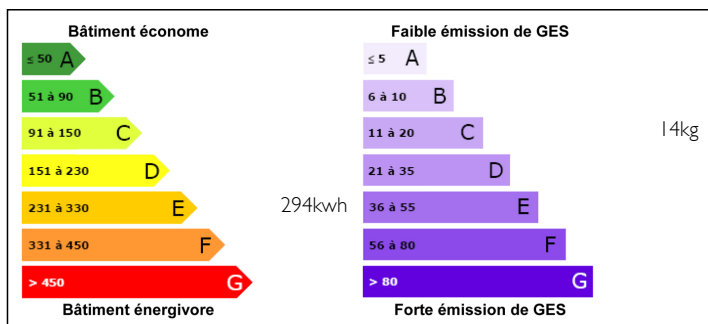 Bâtiment économe
≤ 50 A
51 à 90 B
91 à 150 C
151 à 230 D
231 à 330 E
294kwh
331 à 450 F
> 450 G
Bâtiment énergivore
Faible émission de GES
≤ 5 A
6 à 10 B
11 à 20 C
14kg
21 à 35 D
36 à 55 E
56 à 80 F
> 80 G
Forte émission de GES